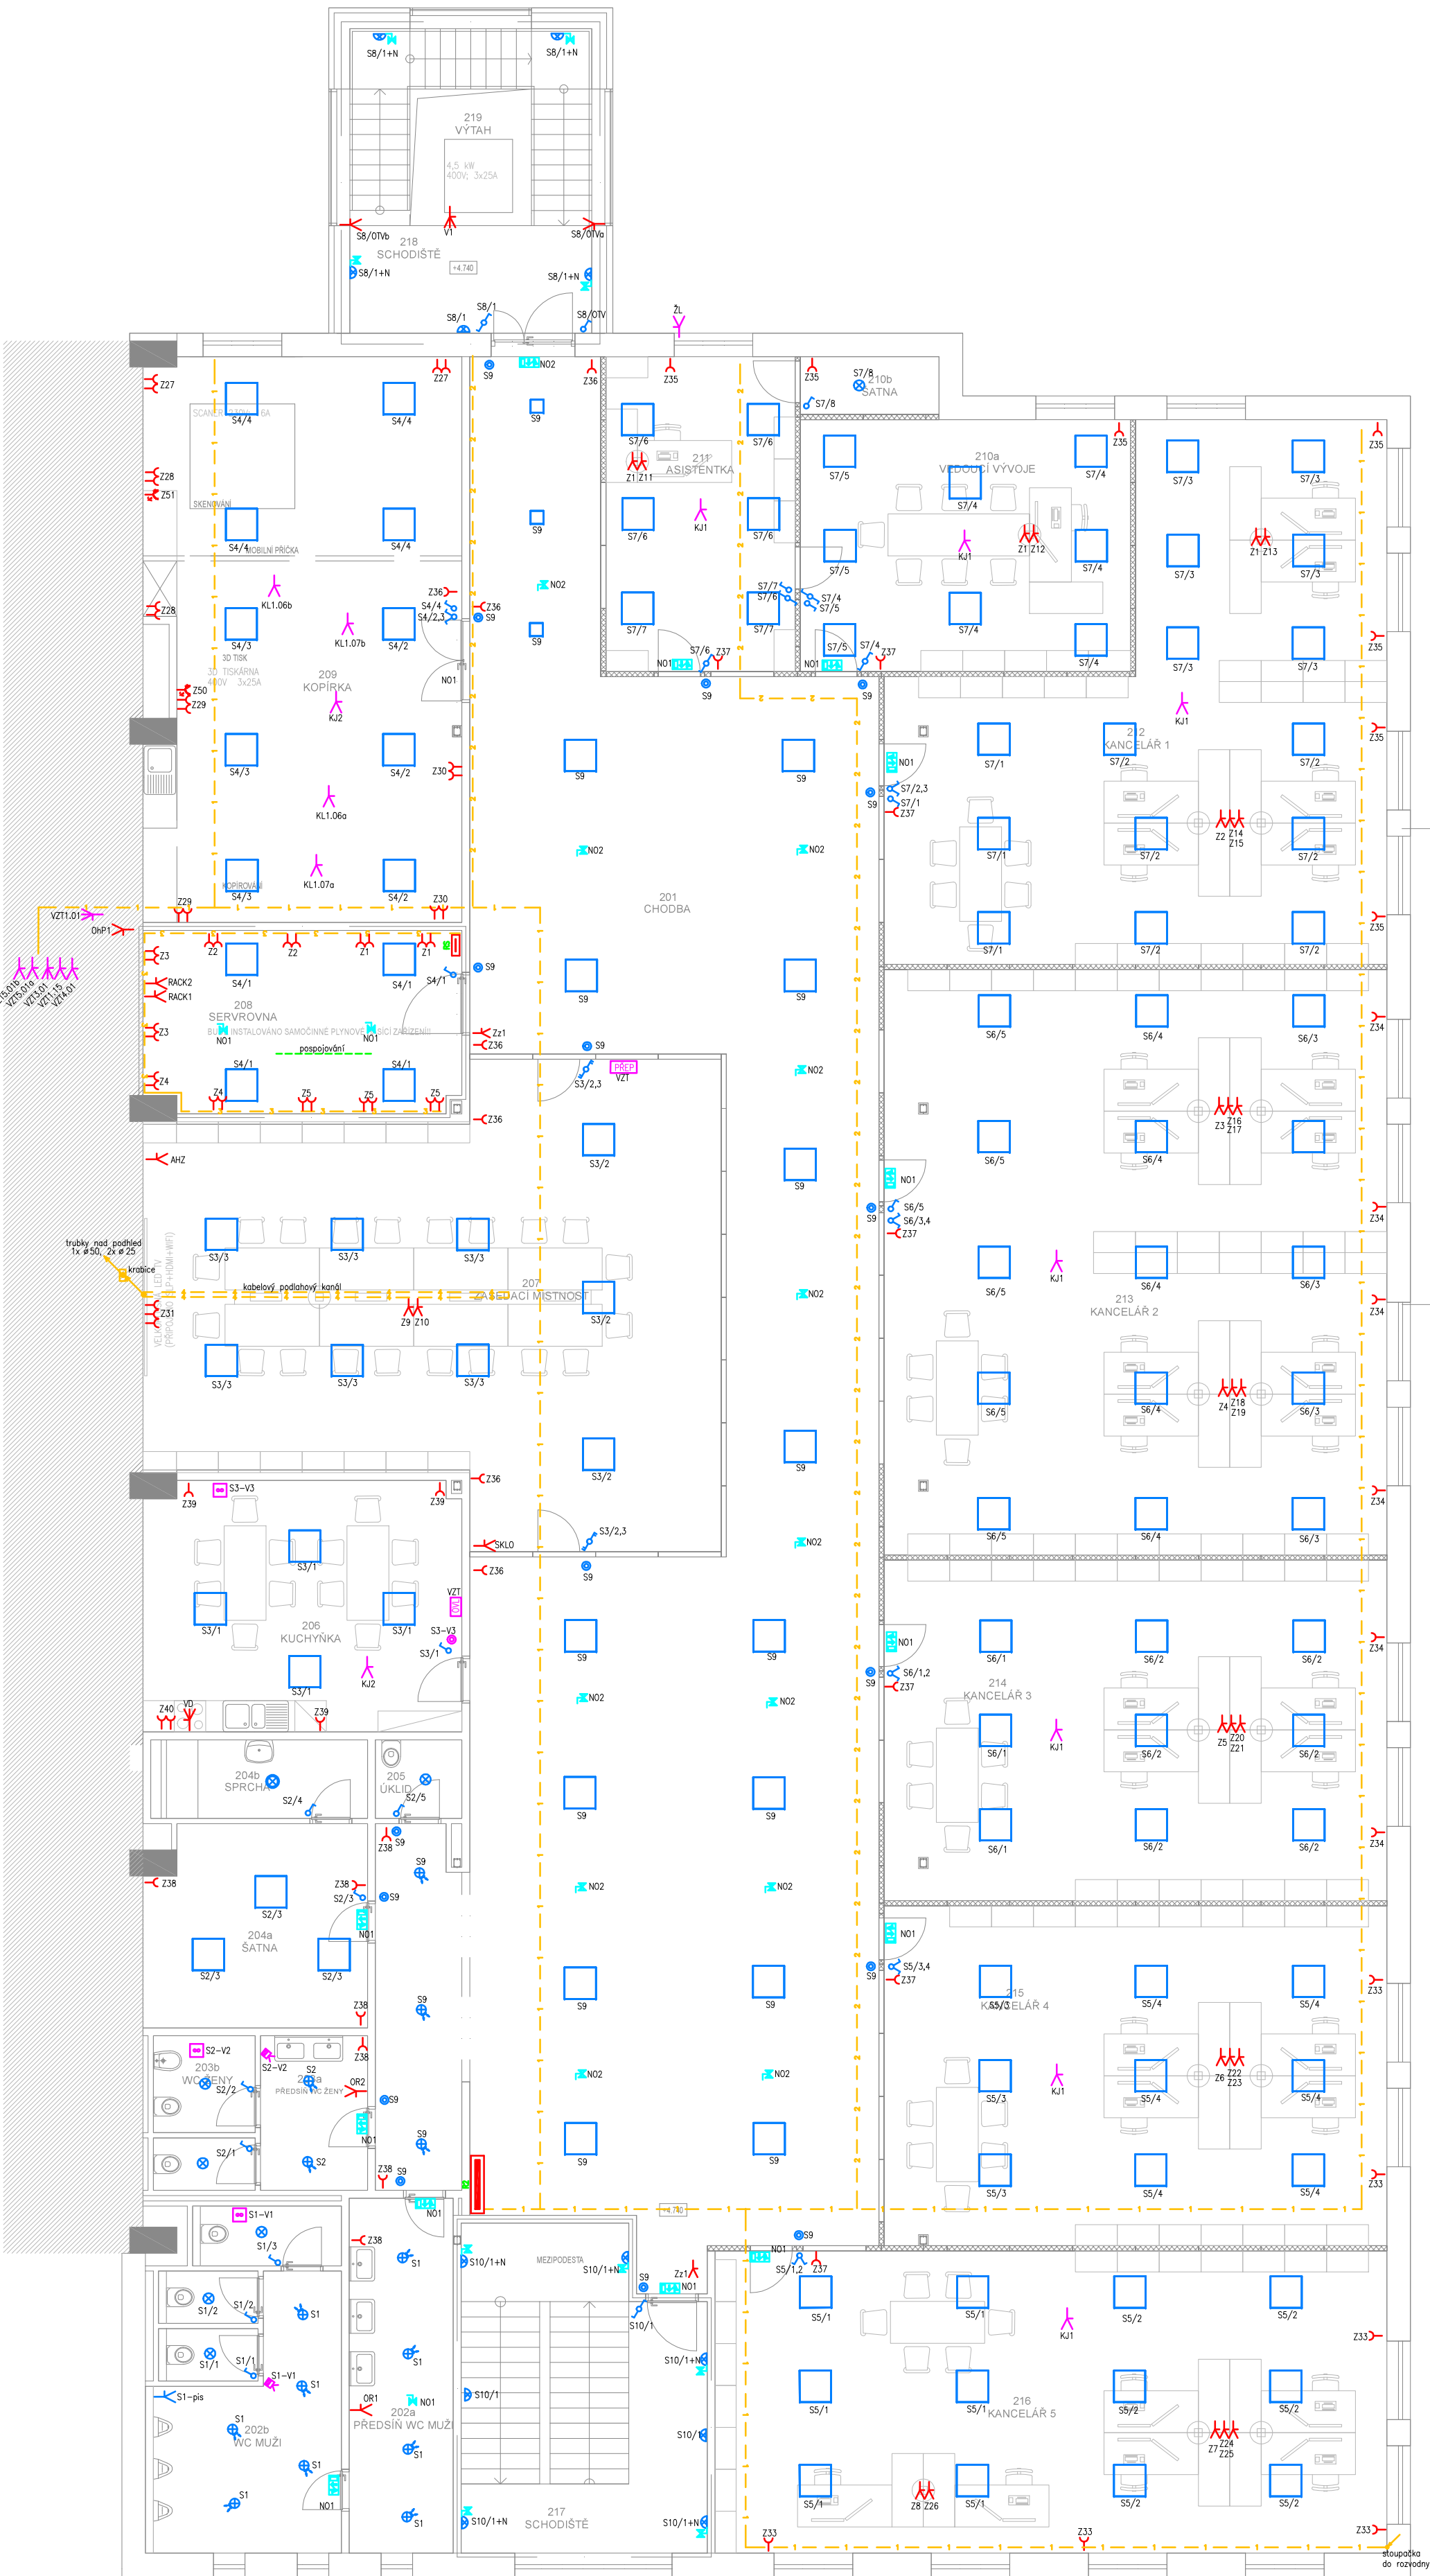 S8/1+N
S8/1+N
219
VÝTAH
4,5 kW
400V; 3x25A
S8/OTVb
V1
S8/OTVa
218
SCHODIŠTĚ
+4.740
S8/1+N
S8/1+N
S8/1
S8/1
S8/OTV
ŽL
Z27
Z27
S9
NO2
Z36
Z35
Z35
S7/8
210b
ŠATNA
S7/8
S4/4
S4/4
S9
S7/6
S7/6
211
ASISTENTKA
Z1
Z11
S7/5
210a
VEDOUCÍ VÝVOJE
S7/4
S7/4
Z35
Z35
S7/3
S7/3
Z28
Z51
SKENOVÁNÍ
S4/4
S4/4
MOBILNÍ PŘÍČKA
S9
S7/6
S7/6
KJ1
S7/5
KJ1
Z1
Z12
S7/4
S7/3
Z1
Z13
S7/3
KL1.06b
NO2
Z28
S4/3
KL1.07b
S4/2
Z36
S4/4
S4/2,3
Z36
S9
S9
S7/7
S7/7
S7/7
S7/6
S7/4
S7/5
S7/4
S7/5
S7/4
S7/3
S7/3
Z35
3D TISK
3D TISKÁRNA
400V 3x25A
209
KOPÍRKA
Z50
Z29
KJ2
NO1
NO1
S7/6
Z37
S9
NO1
S7/4
Z37
S9
KJ1
Z35
S4/3
S4/2
Z30
S9
S9
NO1
S7/1
212
KANCELÁŘ 1
S7/2
S7/2
KL1.06a
S9
S7/2,3
S7/1
Z37
NO2
NO2
S7/1
S7/2
Z2
Z14
Z15
S7/2
KL1.07a
KOPÍROVÁNÍ
S4/3
S4/2
201
CHODBA
VZT1.01
OhP1
Z29
Z30
S7/1
S7/2
S7/2
Z35
VZT5.01b
VZT5.01a
VZT3.01
VZT1.15
VZT4.01
Z3
Z2
Z2
Z1
Z1
S4/1
S4/1
S4/1
S9
RACK2
RACK1
208
SERVROVNA
NO1
NO1
Z3
pospojování
Zz1
Z36
S9
S9
S9
S6/5
S6/4
S6/3
Z34
Z4
S4/1
S4/1
Z4
Z5
Z5
Z5
Z36
S3/2,3
PŘEP
VZT
NO2
Z3
Z16
Z17
S6/5
S6/4
AHZ
S3/2
S9
NO1
S6/5
S6/3,4
S9
Z37
Z34
trubky nad podhled
1x ø50, 2x ø25
krabice
S3/3
S3/3
S3/3
kabelový podlahový kanál
207
ZASEDACÍ MÍSTNOST
Z31
Z9
Z10
S3/2
NO2
KJ1
S6/5
S6/4
S6/3
213
KANCELÁŘ 2
Z34
S3/3
S3/3
S3/3
S6/5
S6/4
Z4
Z18
Z19
S6/3
S3/2
S9
Z36
Z34
Z39
S3-V3
Z39
SKLO
S3/2,3
NO2
S6/5
S6/4
S6/3
S3/1
Z36
S9
S3/1
S3/1
206
KUCHYŇKA
VZT
OVL
S3-V3
S3/1
S9
S9
NO1
S6/1
S6/2
S6/2
Z34
S3/1
KJ2
S9
S6/1,2
Z37
214
KANCELÁŘ 3
Z40
VD
Z39
NO2
NO2
S6/1
KJ1
S6/2
Z5
Z20
Z21
S6/2
204b
SPRCHA
S2/4
205
ÚKLID
S2/5
S9
S9
S6/1
S6/2
S6/2
Z34
Z38
S9
Z38
Z38
S2/3
S2/3
S9
S9
NO2
NO2
204a
ŠATNA
S2/3
S2/3
NO1
NO1
S9
S5/3,4
Z37
215
KANCELÁŘ 4
S5/3
S5/4
S5/4
Z33
Z38
S9
S9
S9
Z38
S2-V2
S2-V2
203b
WC ŽENY
S2/2
S2
PŘEDSÍŇ WC ŽENY
OR2
S9
NO2
NO2
S5/3
KJ1
S5/4
Z6
Z22
Z23
S5/4
S2/1
S2
NO1
S9
Z38
S9
S9
S9
S5/3
S5/4
S5/4
Z33
S1-V1
S1/3
NO1
Z38
S1
+4.740
S10/1+N
MEZIPODESTA
S10/1+N
Zz1
S9
NO1
S9
NO1
S5/1,2
Z37
S1/2
S1/2
S1
S10/1
S5/1
S5/1
S5/2
S5/2
KJ1
Z33
S1/1
S1/1
S1-V1
S1
S1
S10/1+N
S1-pis
OR1
NO1
S10/1
S5/1
S5/1
S5/2
S5/2
S1
202b
WC MUŽI
202a
PŘEDSÍŇ WC MUŽI
S10/1
216
KANCELÁŘ 5
Z7
Z24
Z25
S1
S1
S1
NO1
S1
S10/1+N
217
SCHODIŠTĚ
S10/1+N
S5/1
Z8
Z26
S5/1
S5/2
S5/2
Z33
Z33
Z33
stoupačka
do rozvodny